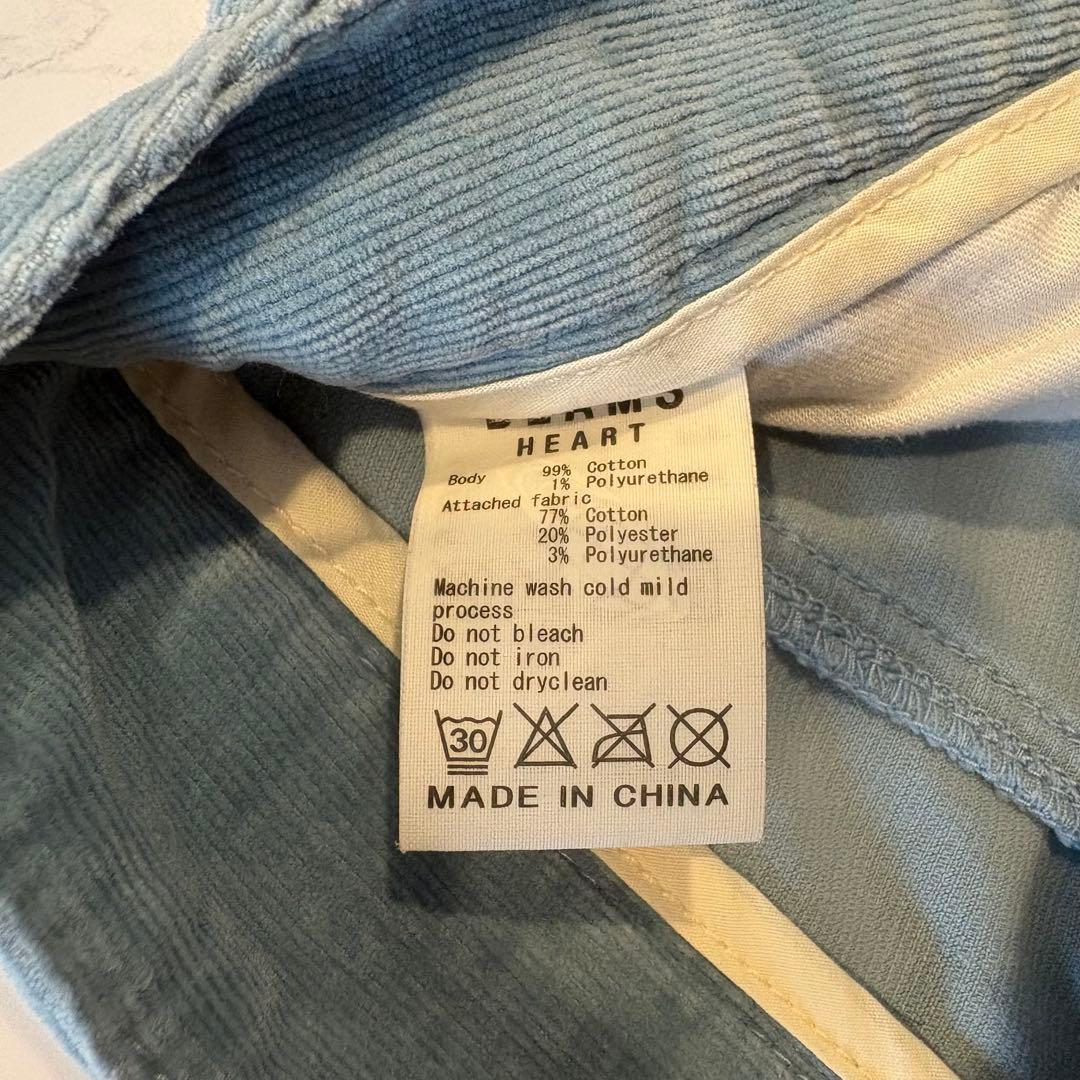 BEAMS
HEART
Body 99% Cotton
1% Polyurethane
Attached fabric
77% Cotton
20% Polyester
3% Polyurethane
Machine wash cold mild
process
Do not bleach
Do not iron
Do not dryclean
30
MADE IN CHINA